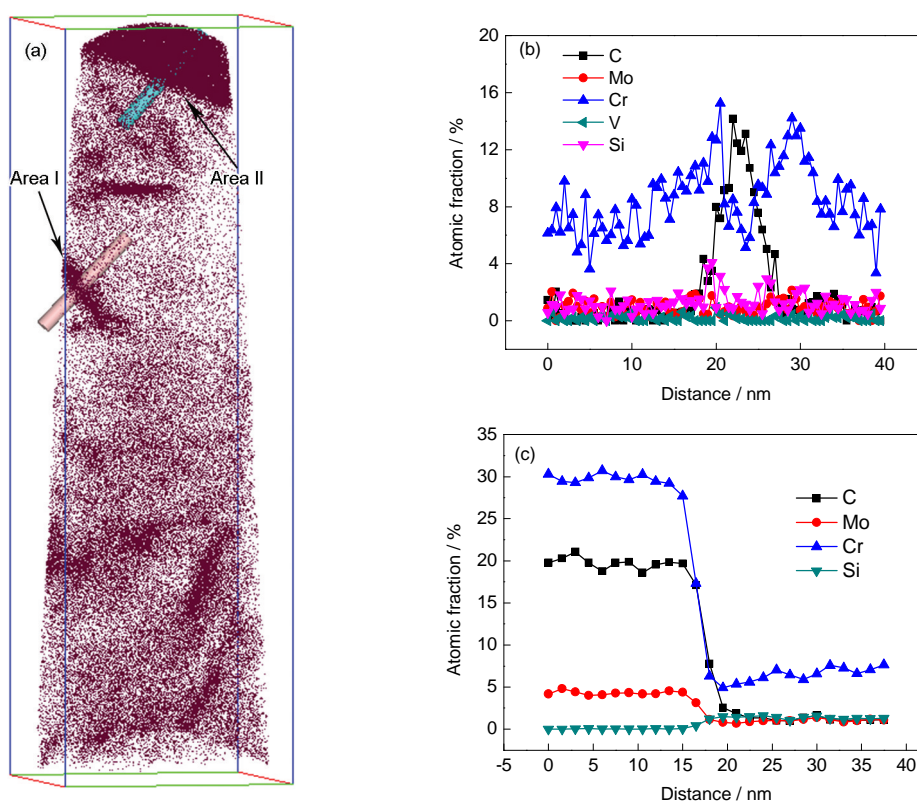 (a)
Area I
Area II
(b)
C
Mo
Cr
V
Si
20
16
12
8
4
0
Atomic fraction / %
0 10 20 30 40
Distance / nm
(c)
C
Mo
Cr
Si
35
30
25
20
15
10
5
0
Atomic fraction / %
-5 0 5 10 15 20 25 30 35
Distance / nm